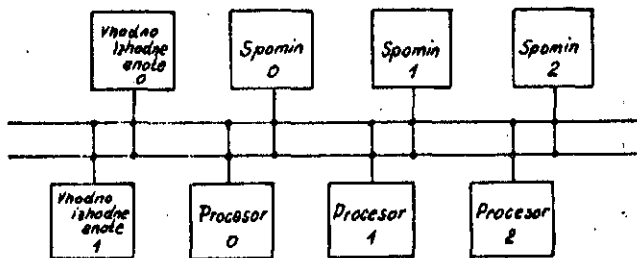 Vhodno
izhodne
enote
0
Spomin
0
Spomin
1
Spomin
2
Vhodno
izhodne
enote
1
Procesor
0
Procesor
1
Procesor
2